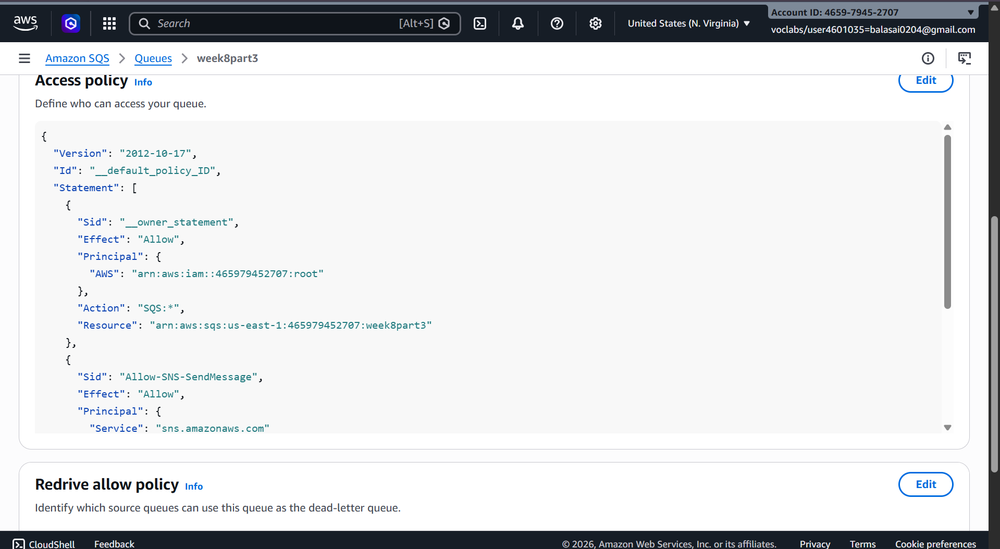 aws
Search [Alt+S]
United States (N. Virginia)
Account ID: 4659-7945-2707
voclabs/user4601035=balasai0204@gmail.com
Amazon SQS Queues week8part3
Access policy Info
Edit
Define who can access your queue.
{
"Version": "2012-10-17",
"Id": "__default_policy_ID",
"Statement": [
{
"Sid": "__owner_statement",
"Effect": "Allow",
"Principal": {
"AWS": "arn:aws:iam::465979452707:root"
},
"Action": "SQS:*",
"Resource": "arn:aws:sqs:us-east-1:465979452707:week8part3"
},
{
"Sid": "Allow-SNS-SendMessage",
"Effect": "Allow",
"Principal": {
"Service": "sns.amazonaws.com"
Redrive allow policy Info
Edit
Identify which source queues can use this queue as the dead-letter queue.
CloudShell Feedback © 2026, Amazon Web Services, Inc. or its affiliates. Privacy Terms Cookie preferences